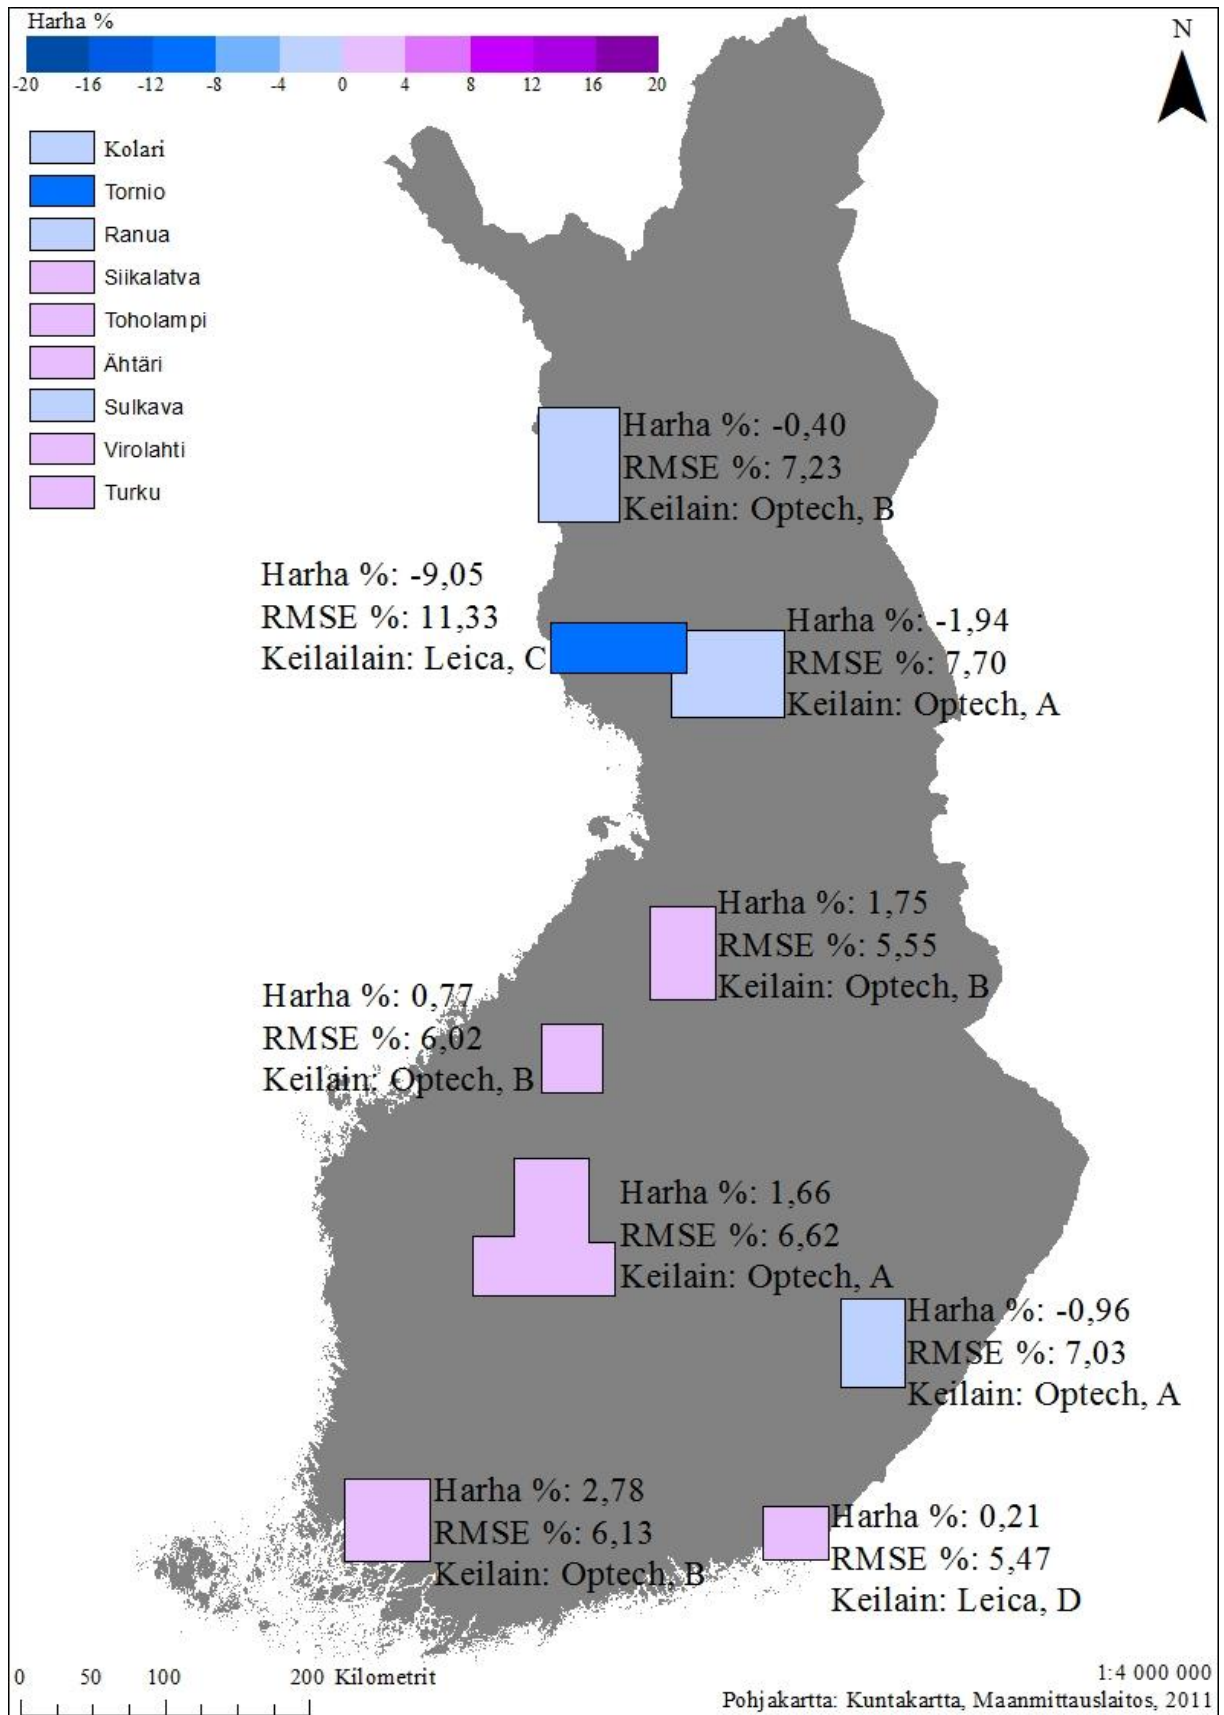 Harha %
-20 -16 -12 -8 -4 0 4 8 12 16 20
N
Kolari
Tornio
Ranua
Siikalatva
Toholampi
Ähtäri
Sulkava
Virolahti
Turku
Harha %: -0,40
RMSE %: 7,23
Keilain: Optech, B
Harha %: -9,05
RMSE %: 11,33
Keilailain: Leica, C
Harha %: -1,94
RMSE %: 7,70
Keilain: Optech, A
Harha %: 1,75
RMSE %: 5,55
Keilain: Optech, B
Harha %: 0,77
RMSE %: 6,02
Keilain: Optech, B
Harha %: 1,66
RMSE %: 6,62
Keilain: Optech, A
Harha %: -0,96
RMSE %: 7,03
Keilain: Optech, A
Harha %: 2,78
RMSE %: 6,13
Keilain: Optech, B
Harha %: 0,21
RMSE %: 5,47
Keilain: Leica, D
0 50 100 200 Kilometrit
1:4 000 000
Pohjakartta: Kuntakartta, Maanmittauslaitos, 2011